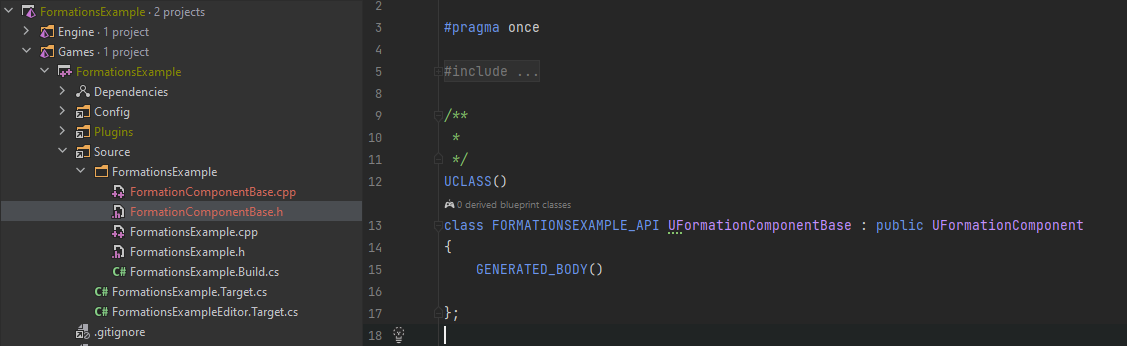 FormationsExample · 2 projects
Engine · 1 project
Games · 1 project
FormationsExample
Dependencies
Config
Plugins
Source
FormationsExample
FormationComponentBase.cpp
FormationComponentBase.h
FormationsExample.cpp
FormationsExample.h
C# FormationsExample.Build.cs
C# FormationsExample.Target.cs
C# FormationsExampleEditor.Target.cs
.gitignore
2
3 #pragma once
4
5 #include ...
8
9 /**
10 *
11 */
12 UCLASS()
0 derived blueprint classes
13 class FORMATIONSEXAMPLE_API UFormationComponentBase : public UFormationComponent
14 {
15 GENERATED_BODY()
16
17 };
18